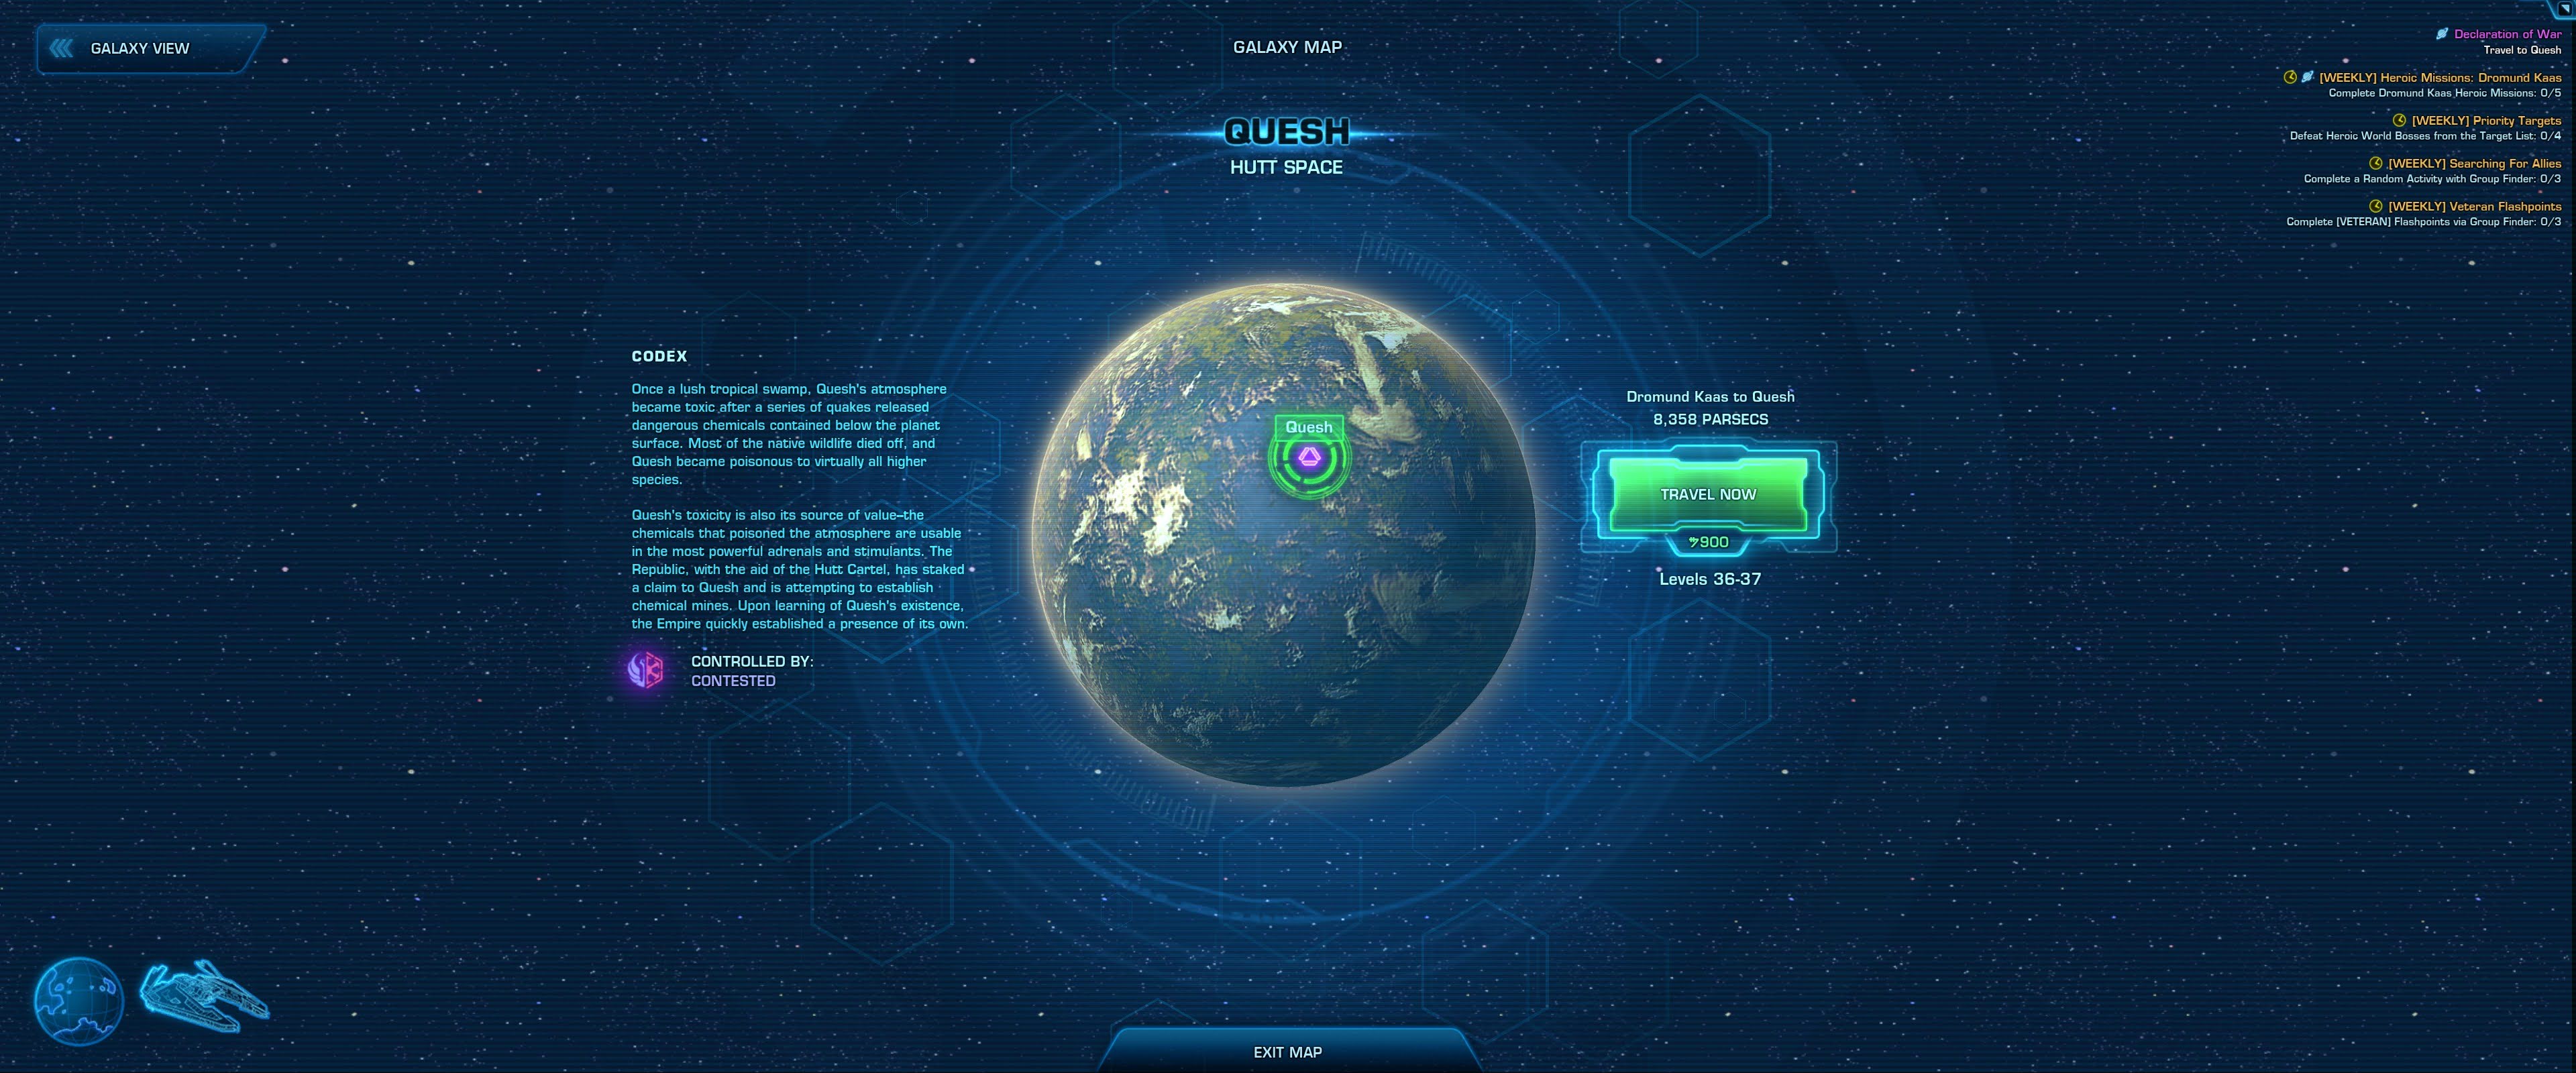 GALAXY VIEW
GALAXY MAP
QUESH
HUTT SPACE
Declaration of War
Travel to Quesh
[WEEKLY] Heroic Missions: Dromund Kaas
Complete Dromund Kaas Heroic Missions: 0/5
[WEEKLY] Priority Targets
Defeat Heroic World Bosses from the Target List: 0/4
[WEEKLY] Searching For Allies
Complete a Random Activity with Group Finder: 0/3
[WEEKLY] Veteran Flashpoints
Complete [VETERAN] Flashpoints via Group Finder: 0/3
CODEX
Once a lush tropical swamp, Quesh's atmosphere
became toxic after a series of quakes released
dangerous chemicals contained below the planet
surface. Most of the native wildlife died off, and
Quesh became poisonous to virtually all higher
species.
Quesh's toxicity is also its source of value–the
chemicals that poisoned the atmosphere are usable
in the most powerful adrenals and stimulants. The
Republic, with the aid of the Hutt Cartel, has staked
a claim to Quesh and is attempting to establish
chemical mines. Upon learning of Quesh's existence,
the Empire quickly established a presence of its own.
CONTROLLED BY:
CONTESTED
Quesh
Dromund Kaas to Quesh
8,358 PARSECS
TRAVEL NOW
900
Levels 36-37
EXIT MAP